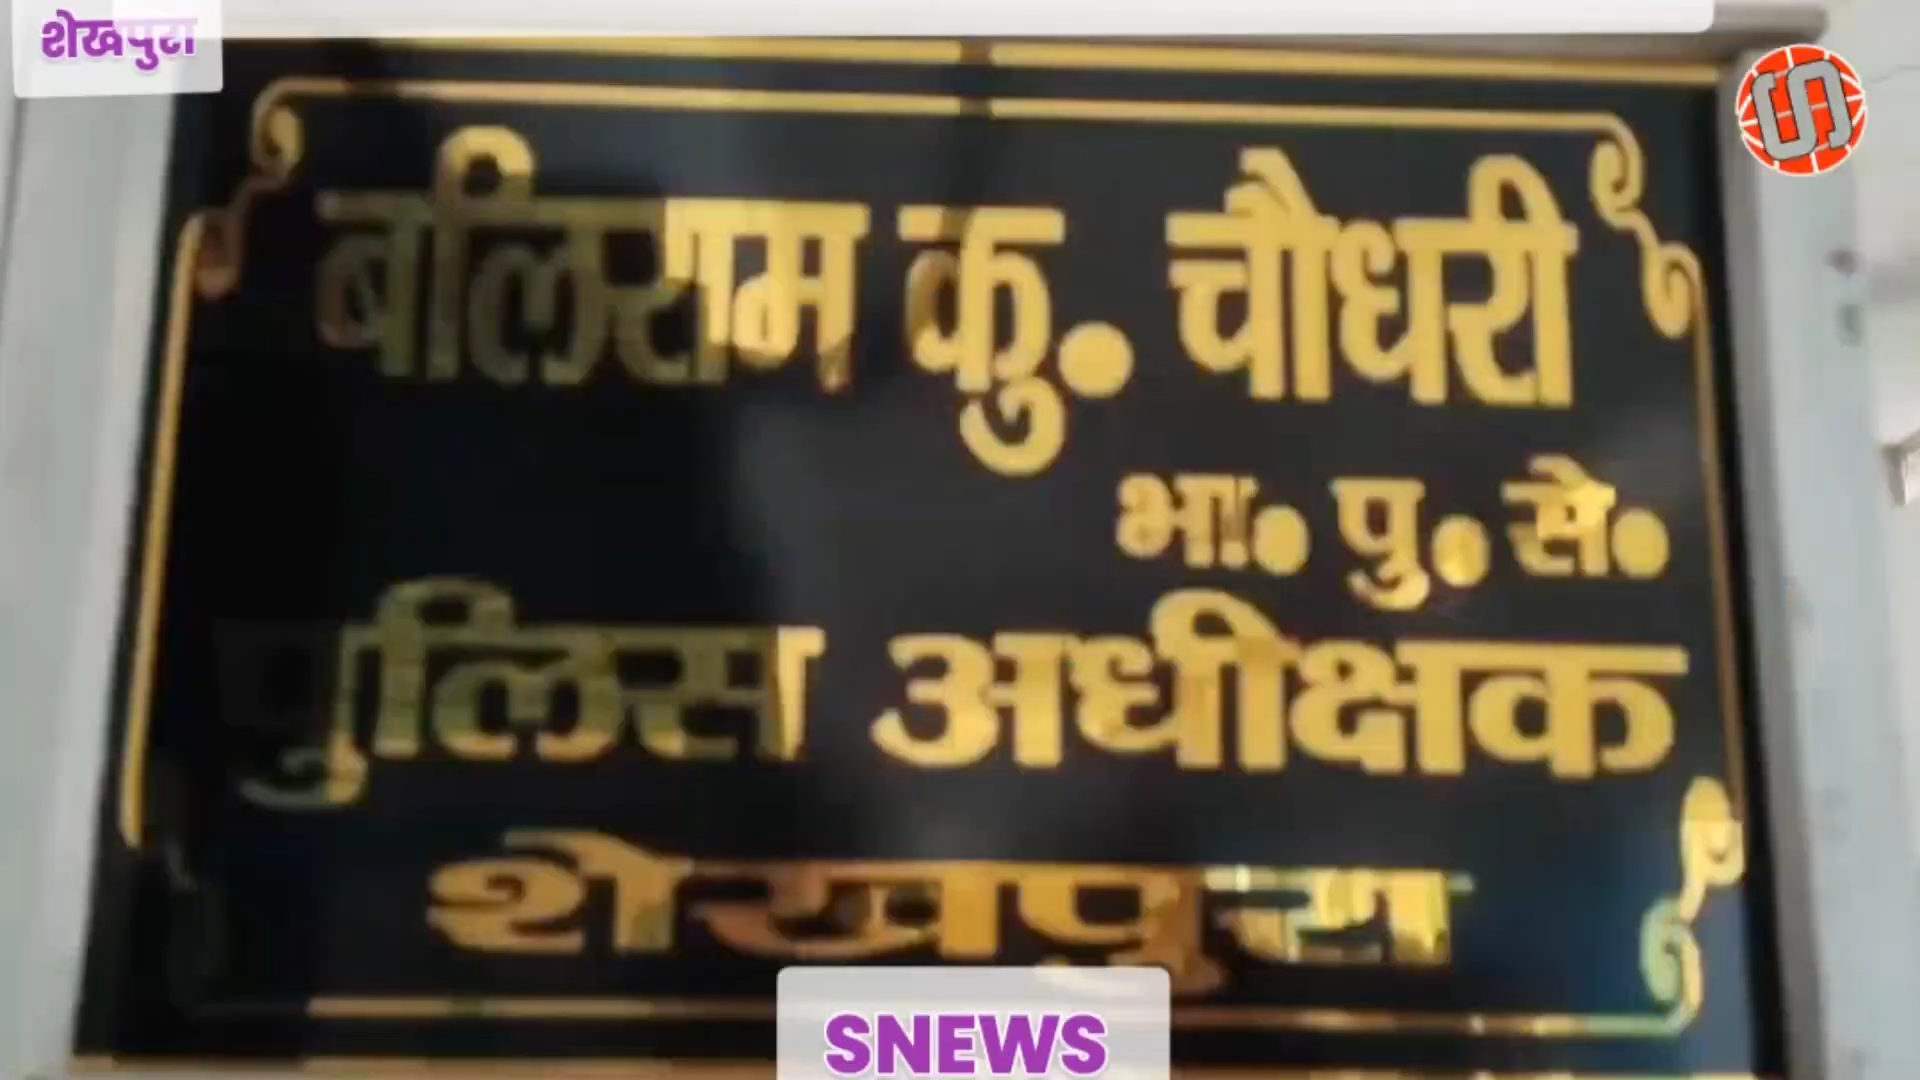 शेखपुरा
बलिराम कु. चौधरी
भा. पु. से.
पुलिस अधीक्षक
शेखपुरा
SNEWS